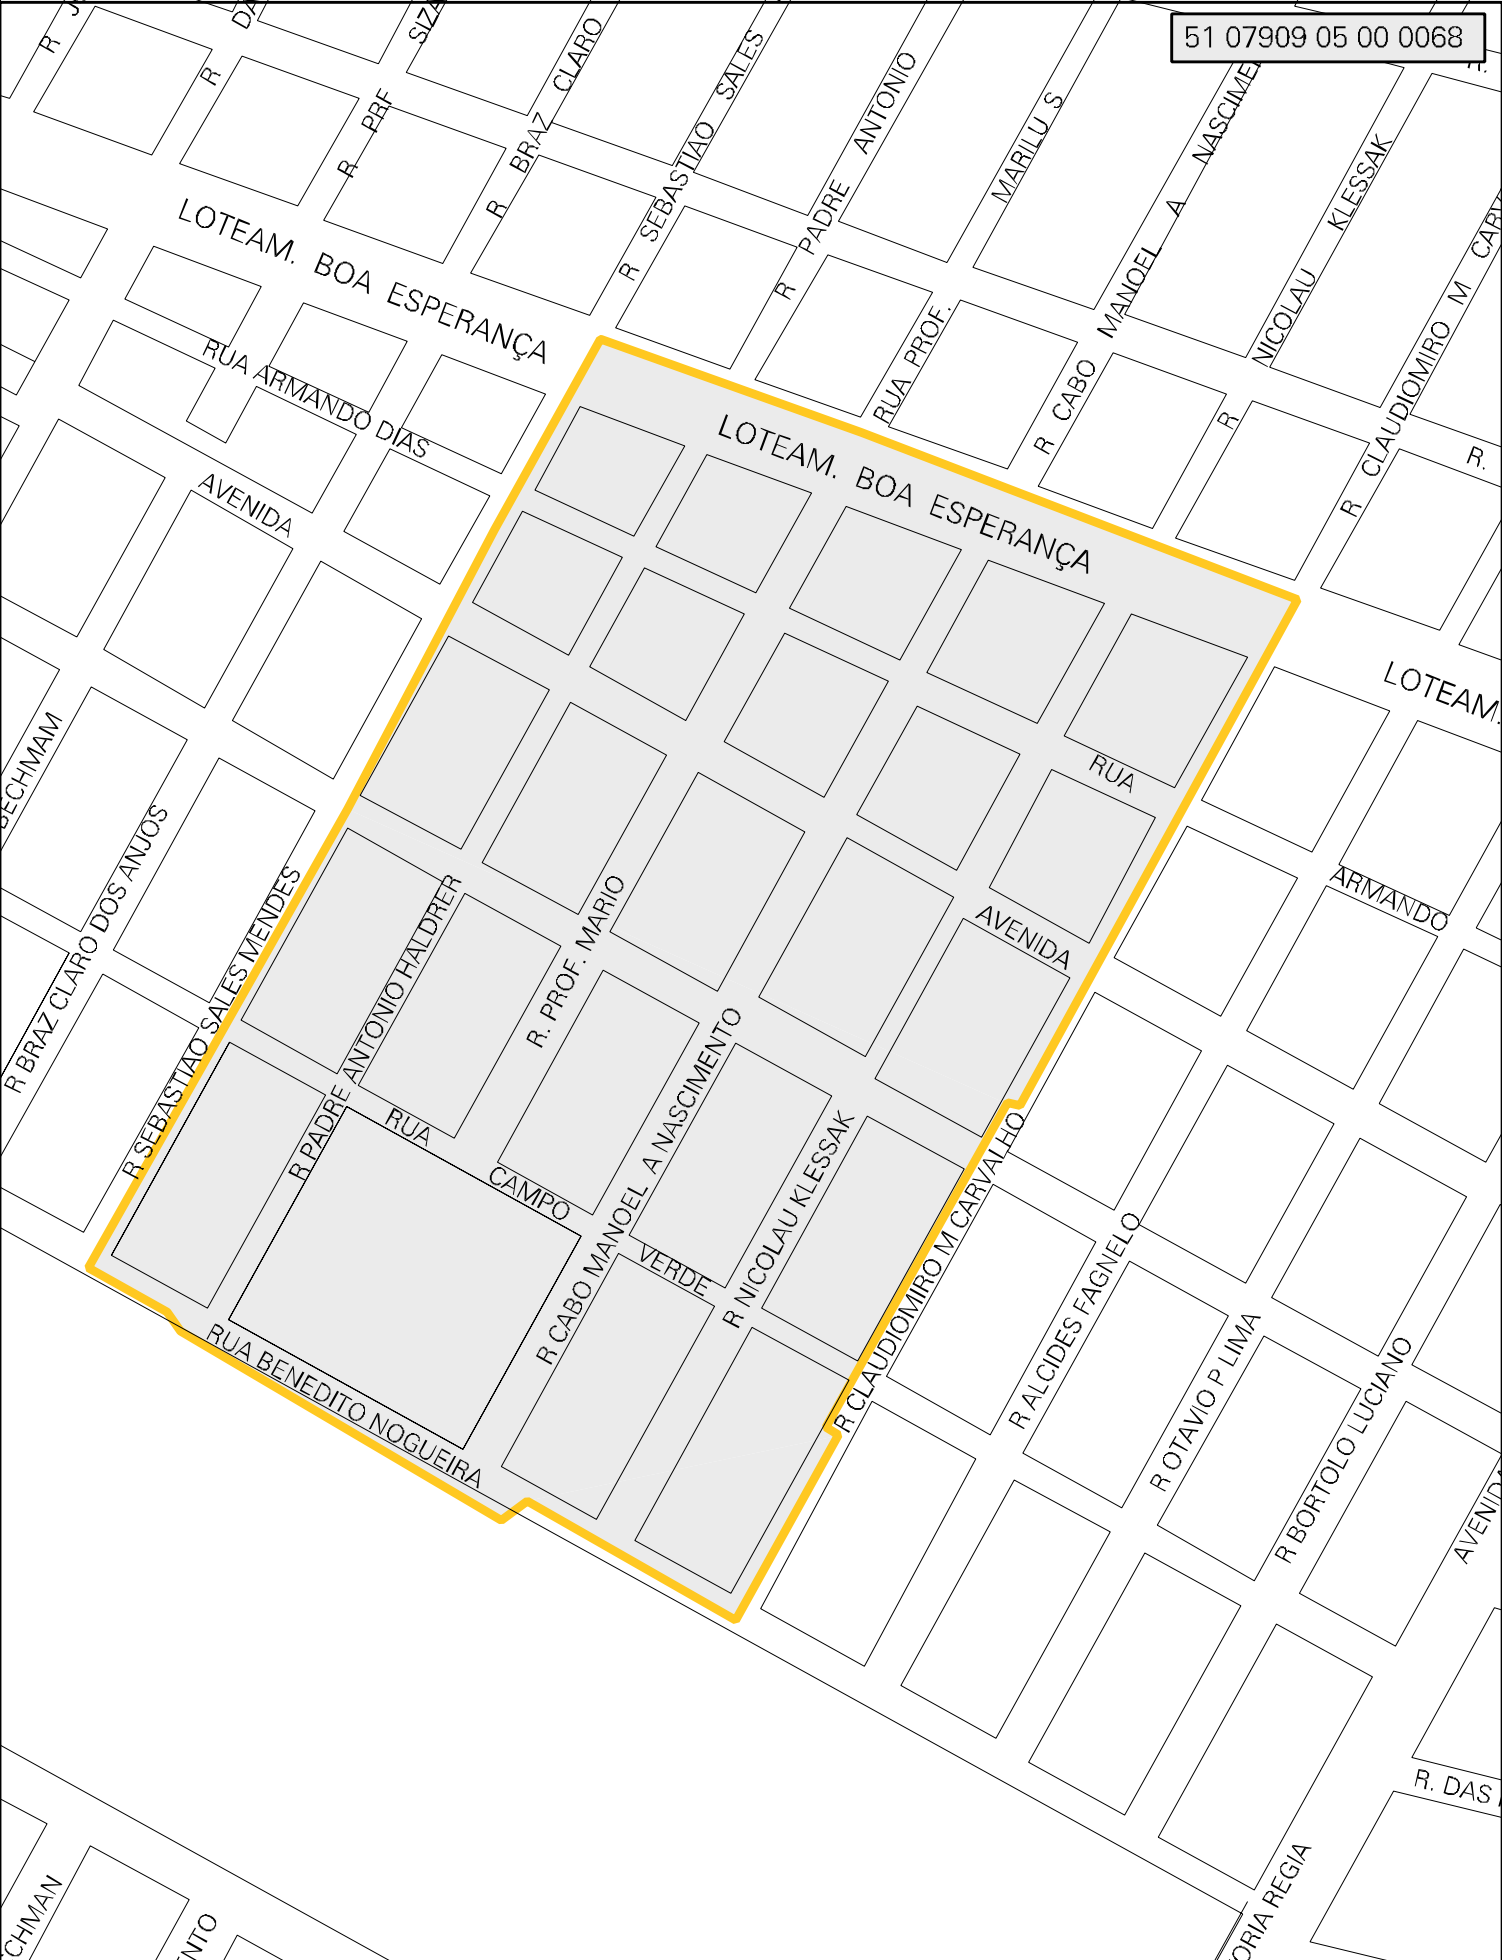 51 07909 05 00 0068
R
R
R PRF
R BRAZ CLARO
R SEBASTIAO SALES
R PADRE ANTONIO
RUA PROF. MARILU S
R CABO MANOEL A
R NICOLAU KLESSAK
R CLAUDIOMIRO M
R.
R.
LOTEAM. BOA ESPERANÇA
RUA ARMANDO DIAS
AVENIDA
LOTEAM. BOA ESPERANÇA
LOTEAM.
RUA
ARMANDO
AVENIDA
R BRAZ CLARO DOS ANJOS
R SEBASTIAO SALES MENDES
R PADRE ANTONIO HALDRER
R. PROF. MARIO
R CABO MANOEL A NASCIMENTO
R NICOLAU KLESSAK
R CLAUDIOMIRO M CARVALHO
R ALCIDES FAGNELO
R OTAVIO P LIMA
R BORTOLO LUCIANO
AVENIDA
RUA CAMPO VERDE
RUA BENEDITO NOGUEIRA
R. DAS